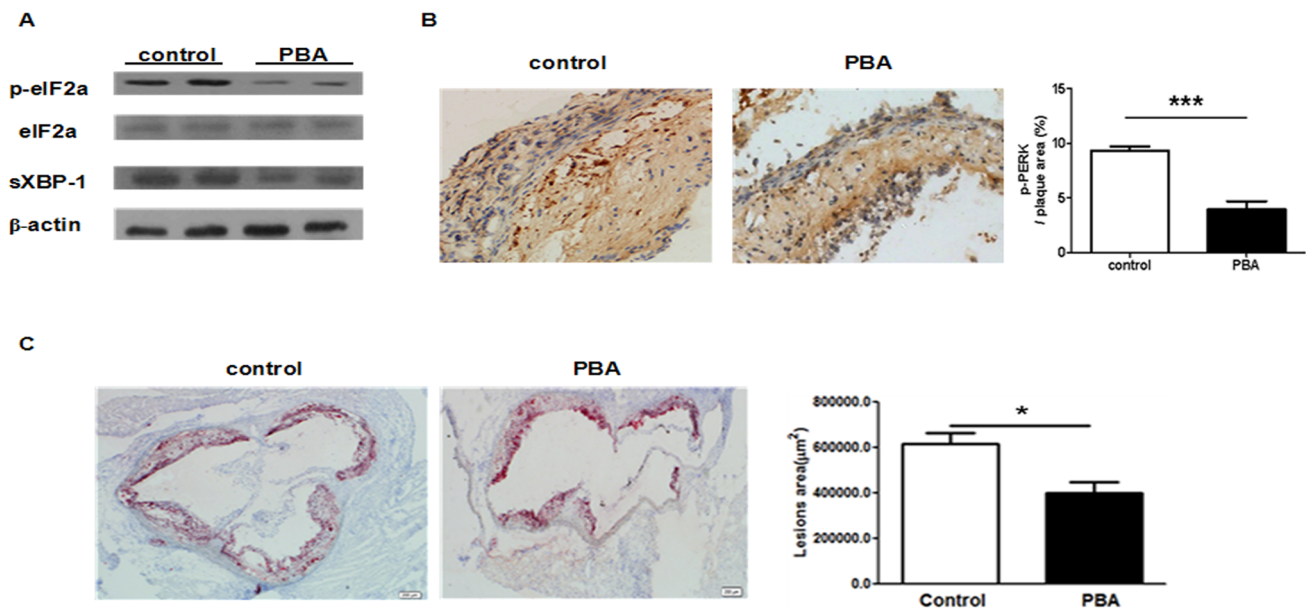 A
control PBA
p-eIF2a
eIF2a
sXBP-1
β-actin
B
control PBA
p-PERK
/ plaque area (%)
15
10
5
0
***
control PBA
C
control PBA
Lesions area(µm²)
800000.0
600000.0
400000.0
200000.0
0.0
*
Control PBA